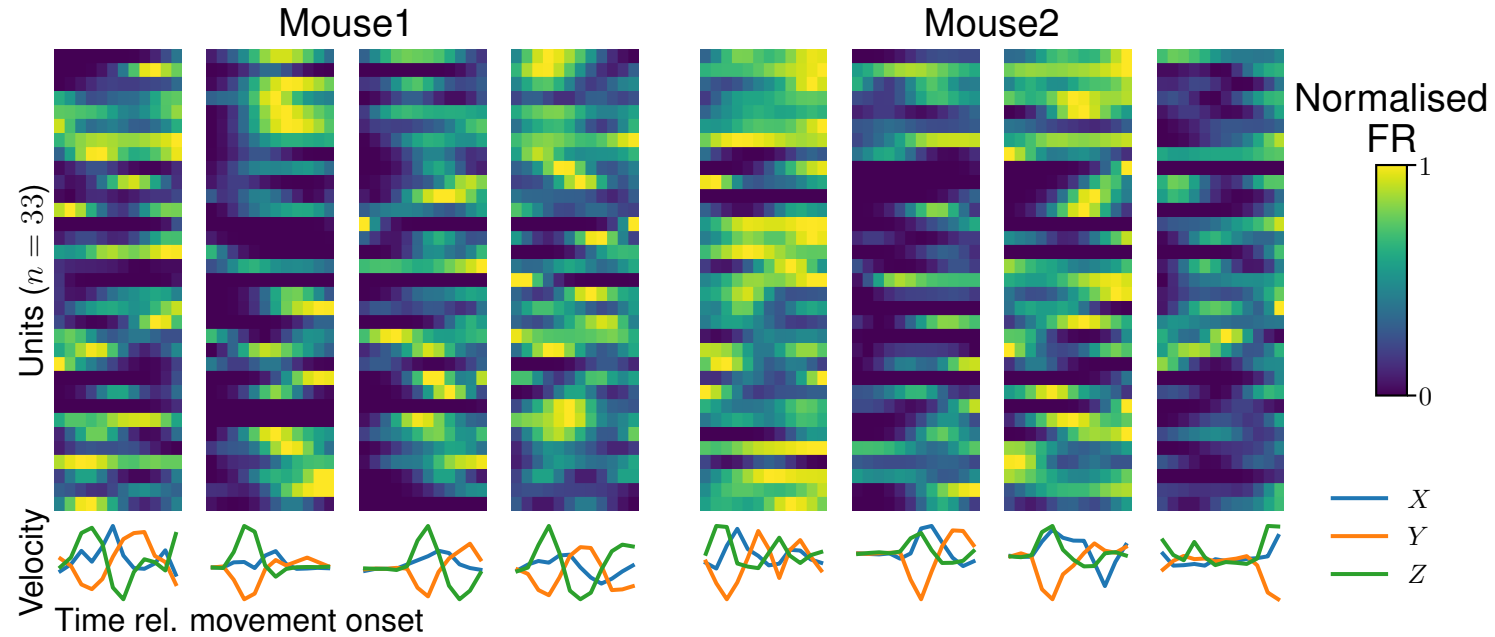 Mouse1
Mouse2
Units (n = 33)
Normalised
FR
1
0
Velocity
X
Y
Z
Time rel. movement onset